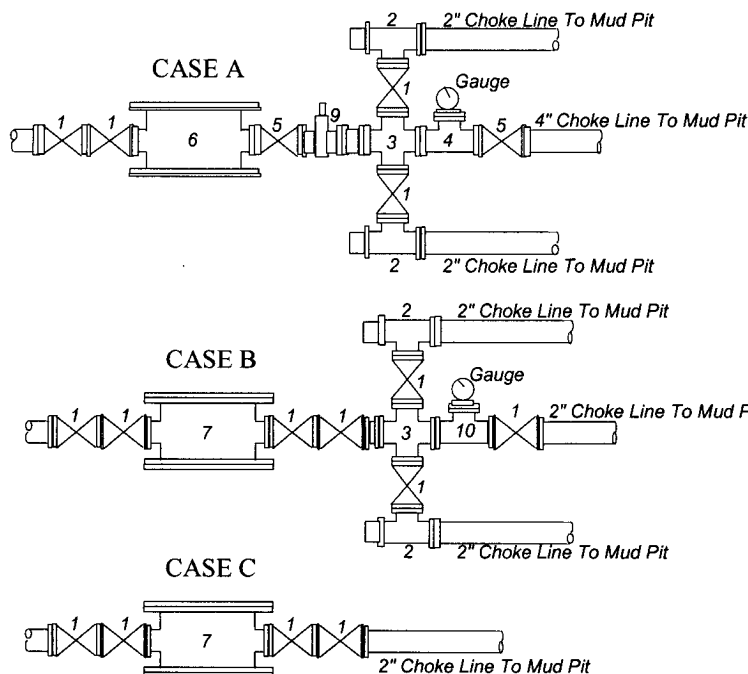 2 2" Choke Line To Mud Pit
CASE A
1 Gauge
1 1 6 5 9 3 4 5 4" Choke Line To Mud Pit
1
2 2" Choke Line To Mud Pit
2 2" Choke Line To Mud Pit
CASE B
1 Gauge
1 1 7 1 1 3 10 1 2" Choke Line To Mud P
1
2 2" Choke Line To Mud Pit
CASE C
1 1 7 1 1
2" Choke Line To Mud Pit